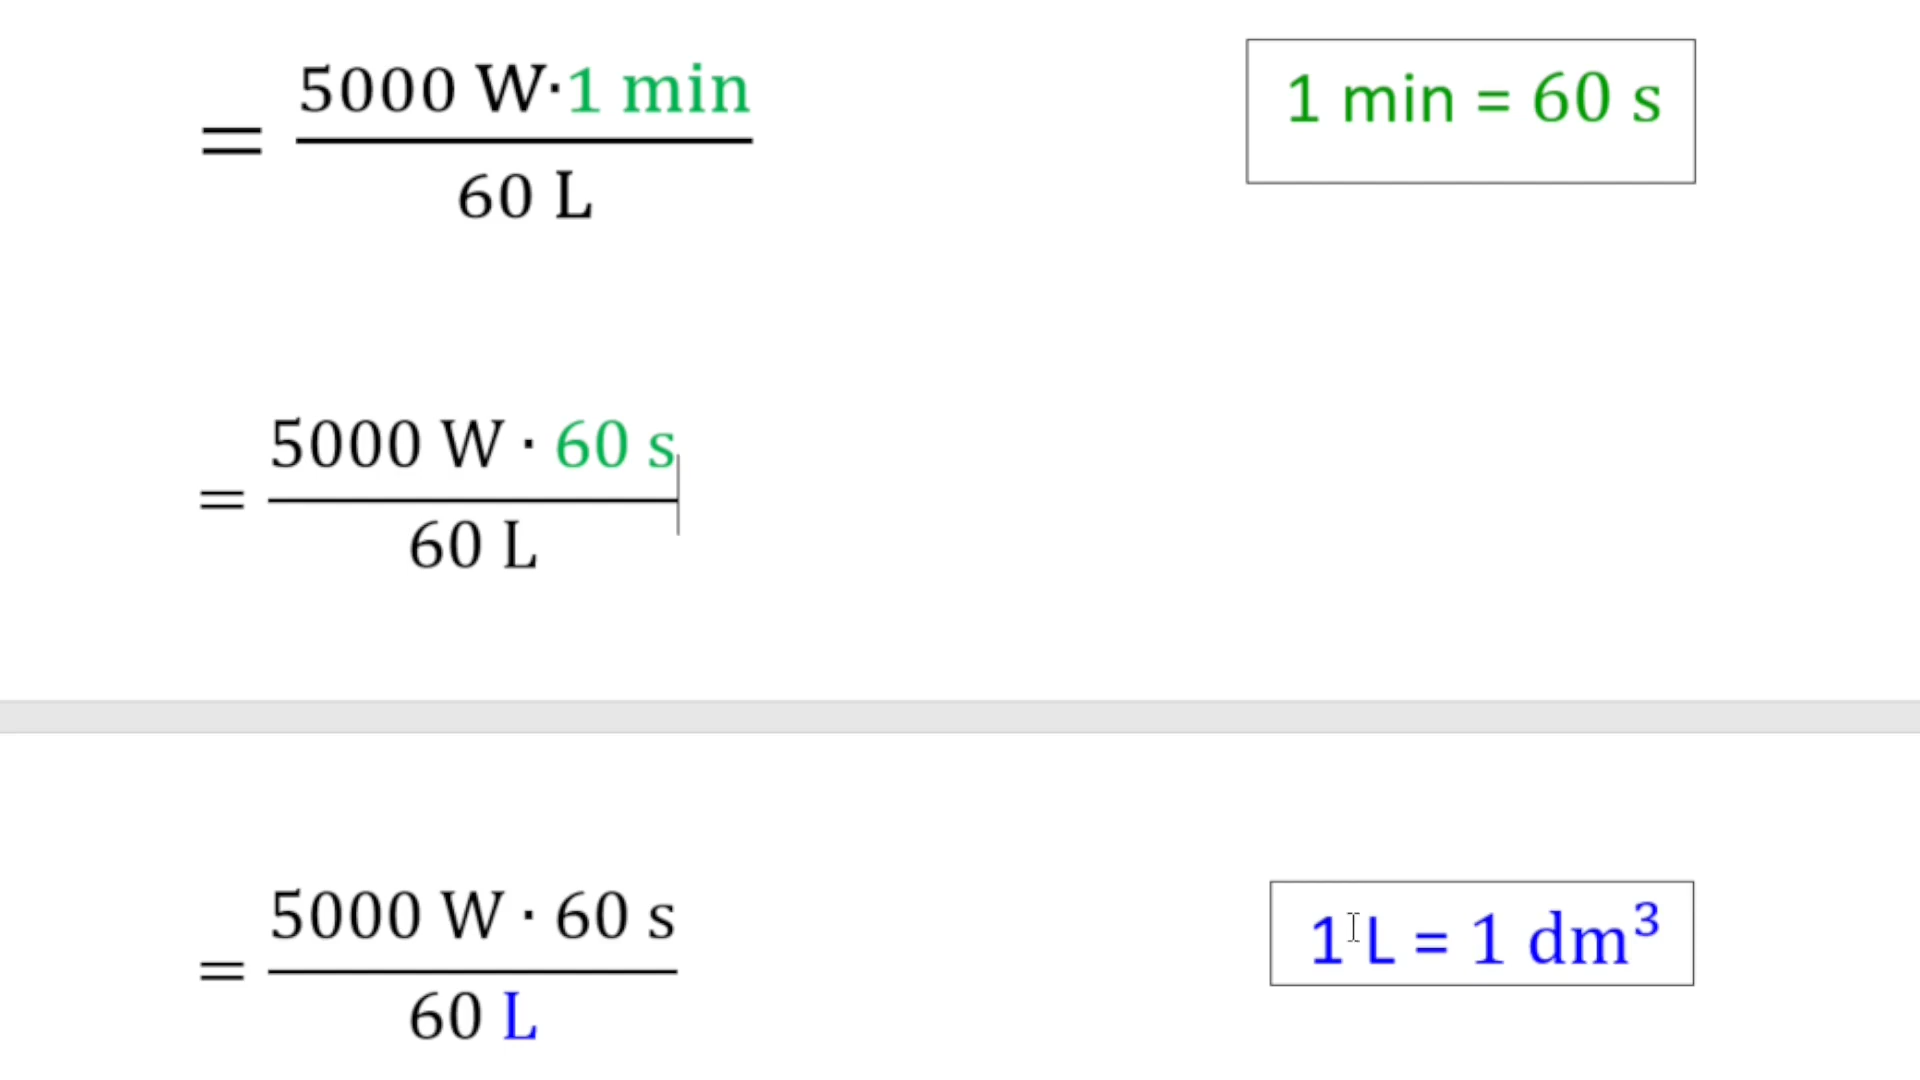 = 5000 W·1 min / 60 L
1 min = 60 s
= 5000 W · 60 s / 60 L
= 5000 W · 60 s / 60 L
1 L = 1 dm³